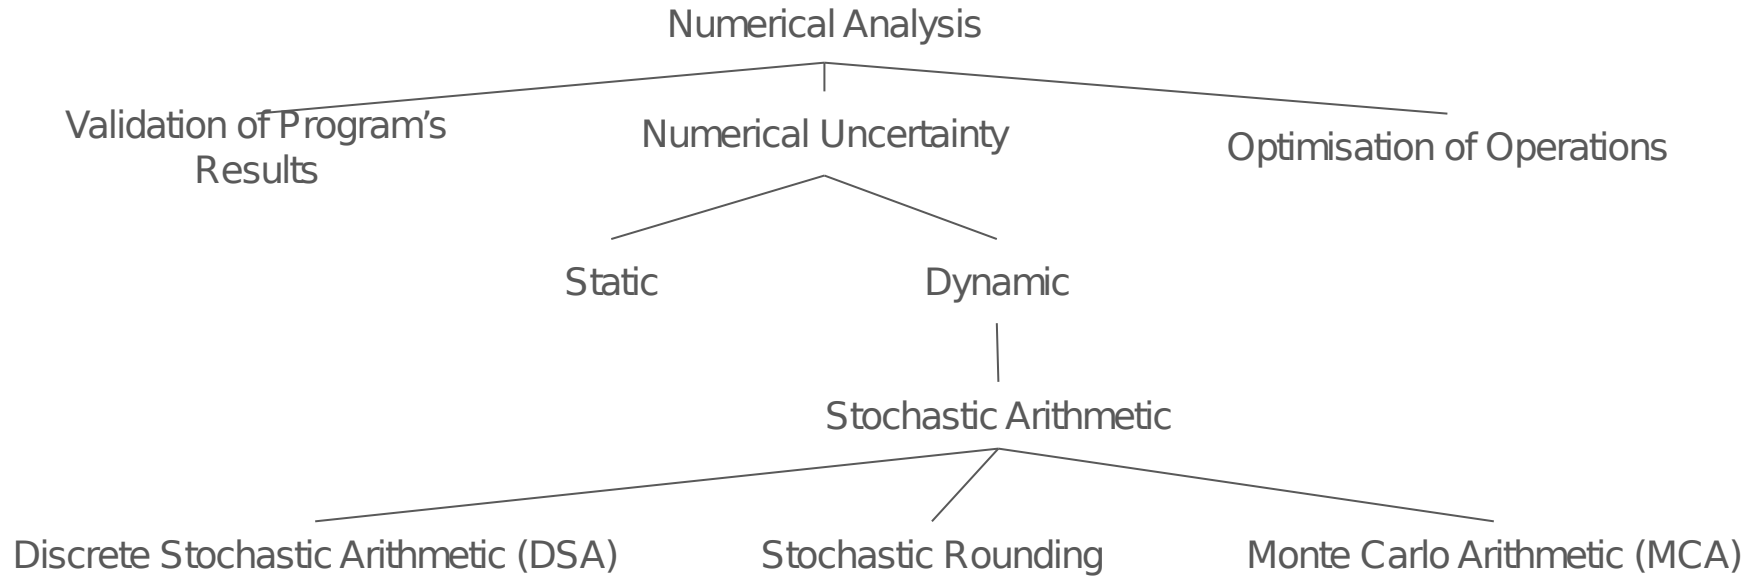 Numerical Analysis
Validation of Program’s
Results
Numerical Uncertainty
Optimisation of Operations
Static
Dynamic
Stochastic Arithmetic
Discrete Stochastic Arithmetic (DSA)
Stochastic Rounding
Monte Carlo Arithmetic (MCA)